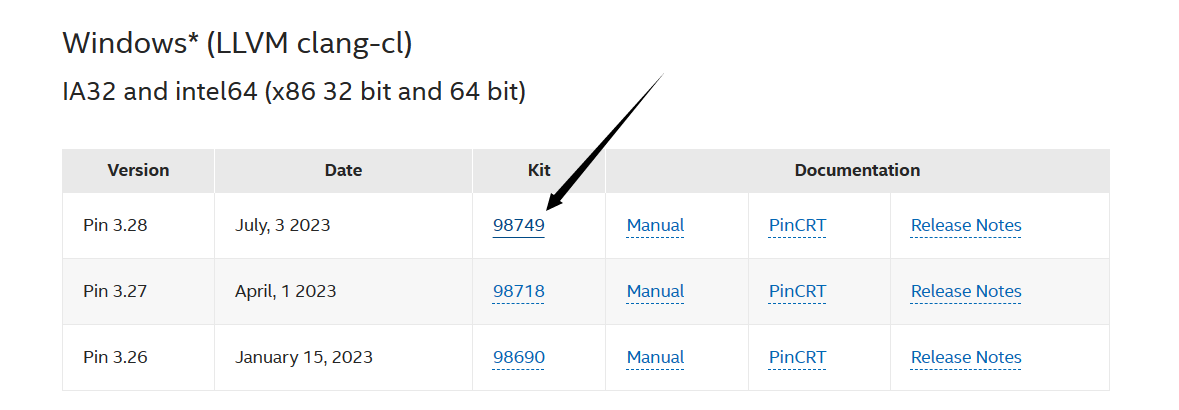 Windows* (LLVM clang-cl)
IA32 and intel64 (x86 32 bit and 64 bit)
Version Date Kit Documentation
Pin 3.28 July, 3 2023 98749 Manual PinCRT Release Notes
Pin 3.27 April, 1 2023 98718 Manual PinCRT Release Notes
Pin 3.26 January 15, 2023 98690 Manual PinCRT Release Notes